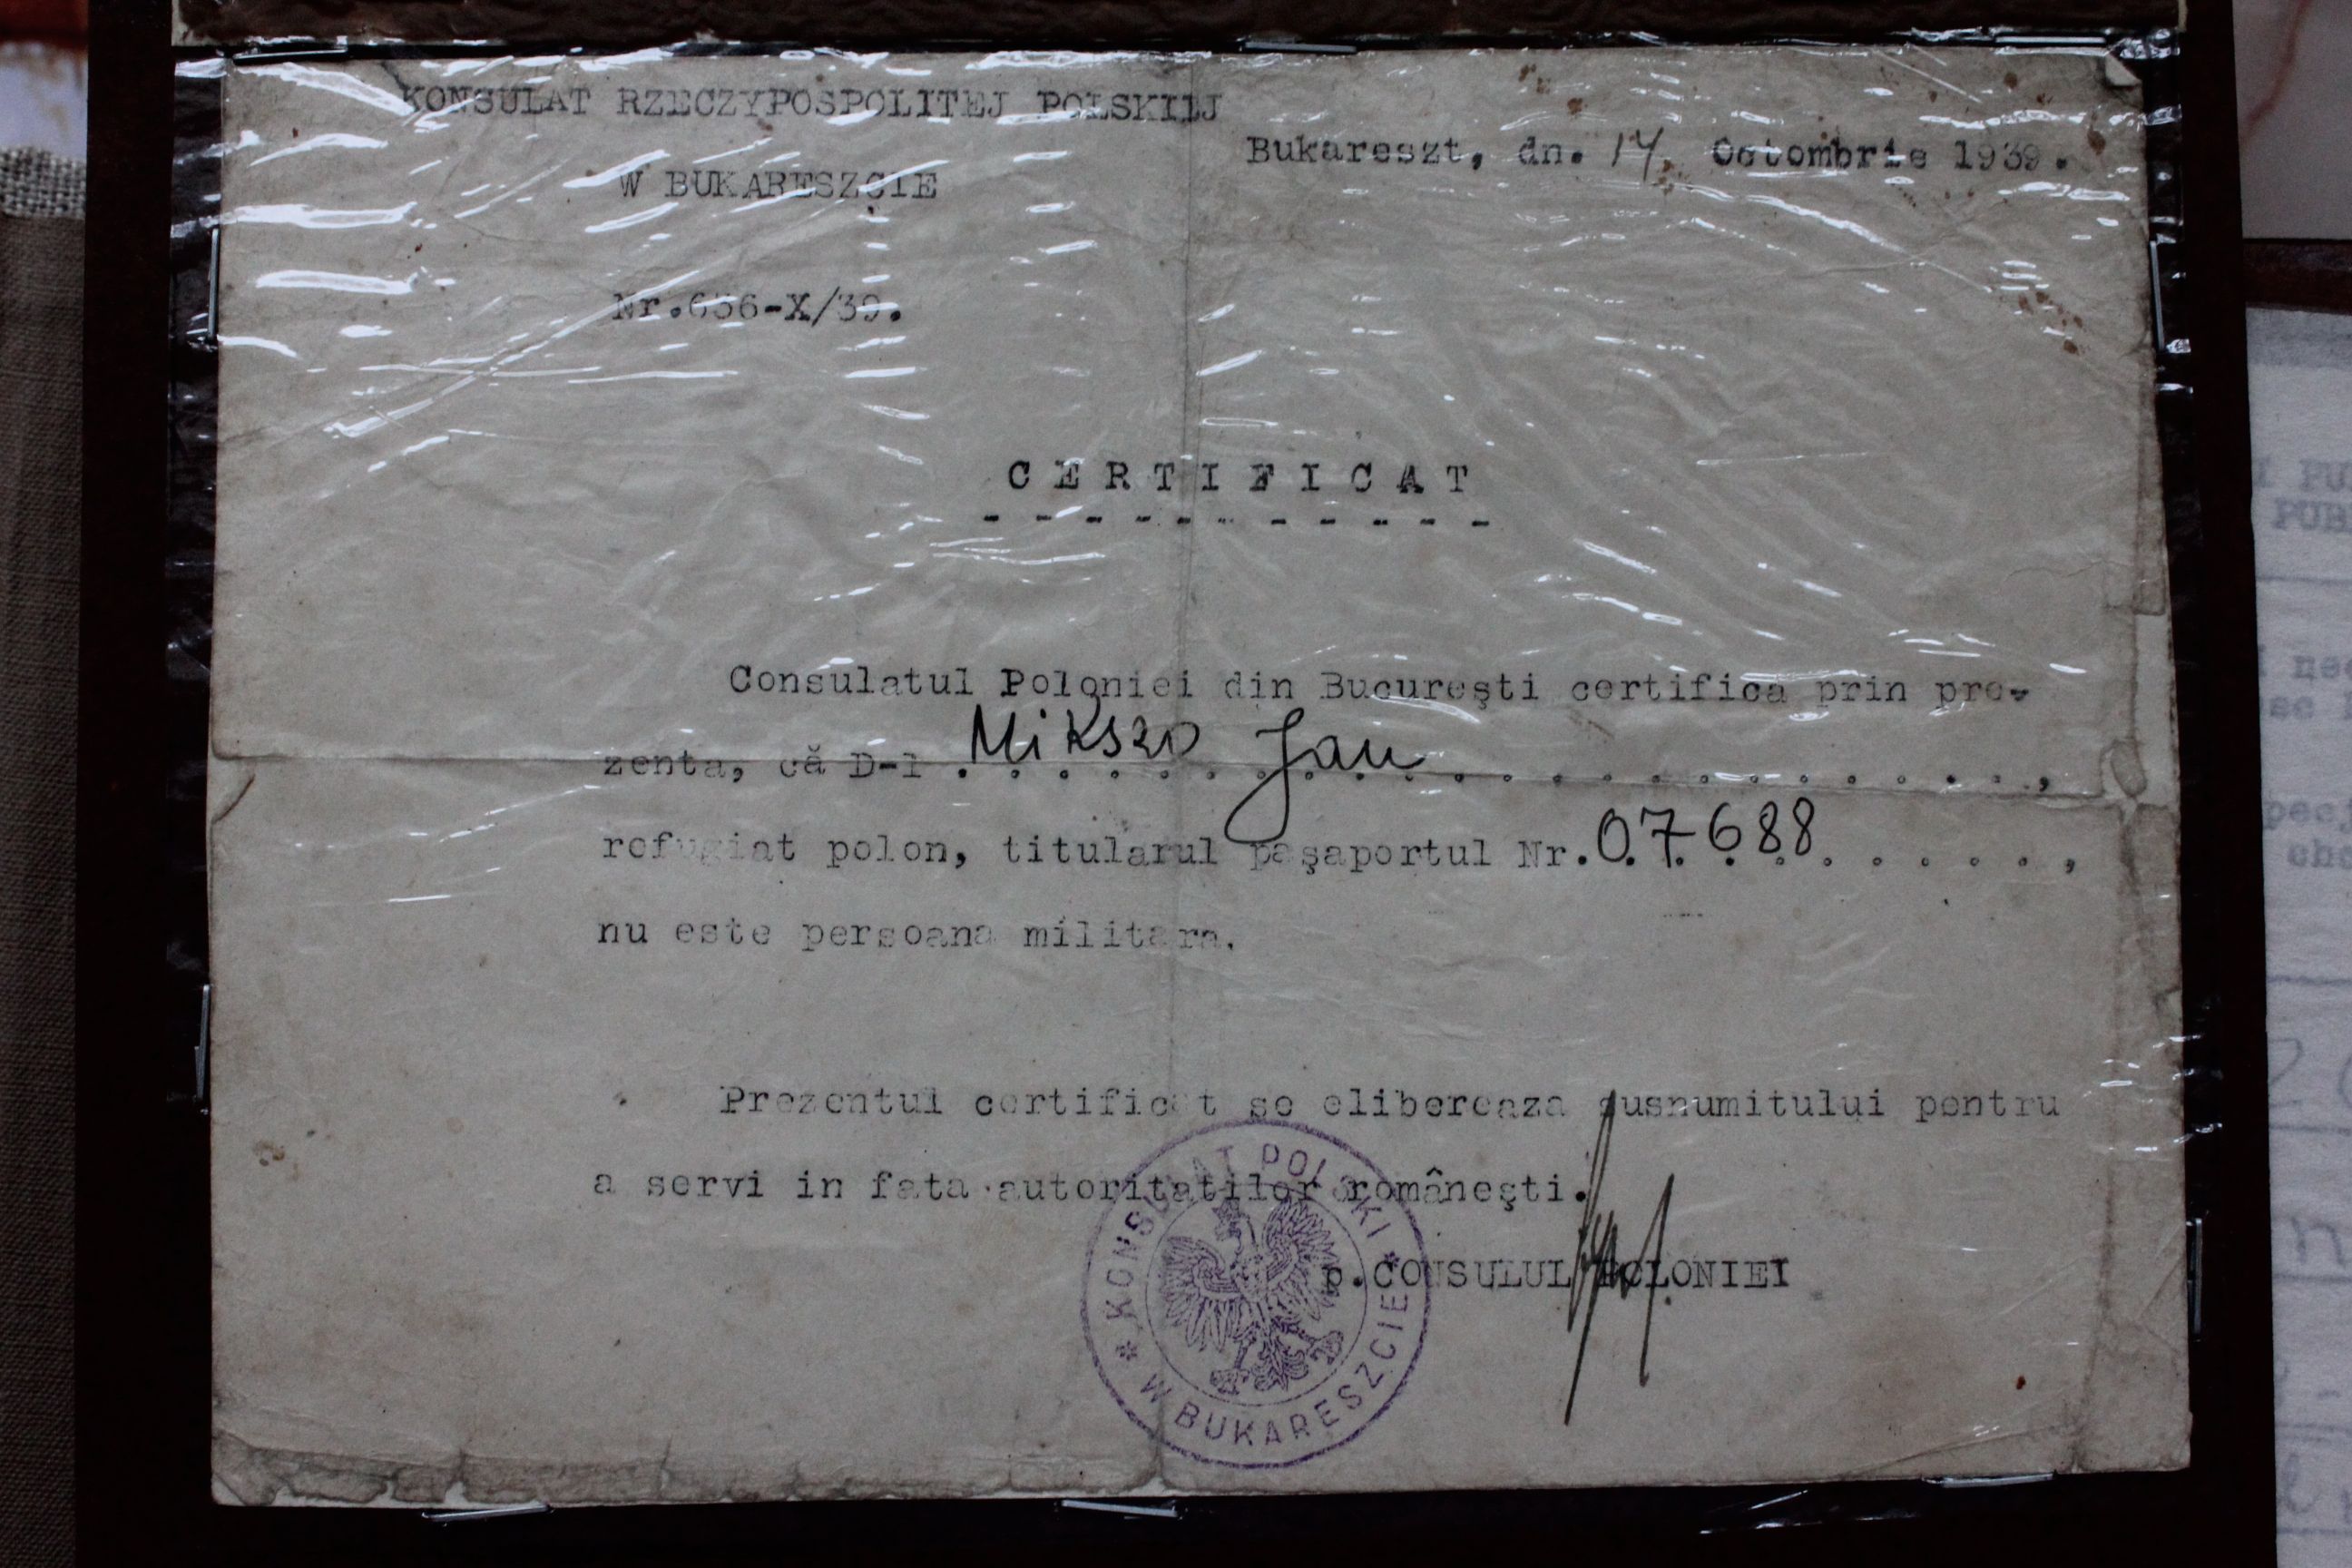 KONSULAT RZECZYPOSPOLITEJ POLSKIEJ
W BUKARESZCIE
Bukareszt, dn. 14. Octombrie 1939.
Nr.636-X/39.
CERTIFICAT
Consulatul Poloniei din Bucureşti certifica prin pre-
zenta, că D-l . Mikszo Jan . . . . . . . . . . . . ,
refugiat polon, titularul paşaportul Nr. 07688 . . . . . ,
nu este persoana militara.
Prezentul certificat se elibereaza susnumitului pentru
a servi in fata autoritatilor româneşti.
p. CONSULUL POLONIEI
* KONSULAT POLSKI *
W BUKARESZCIE